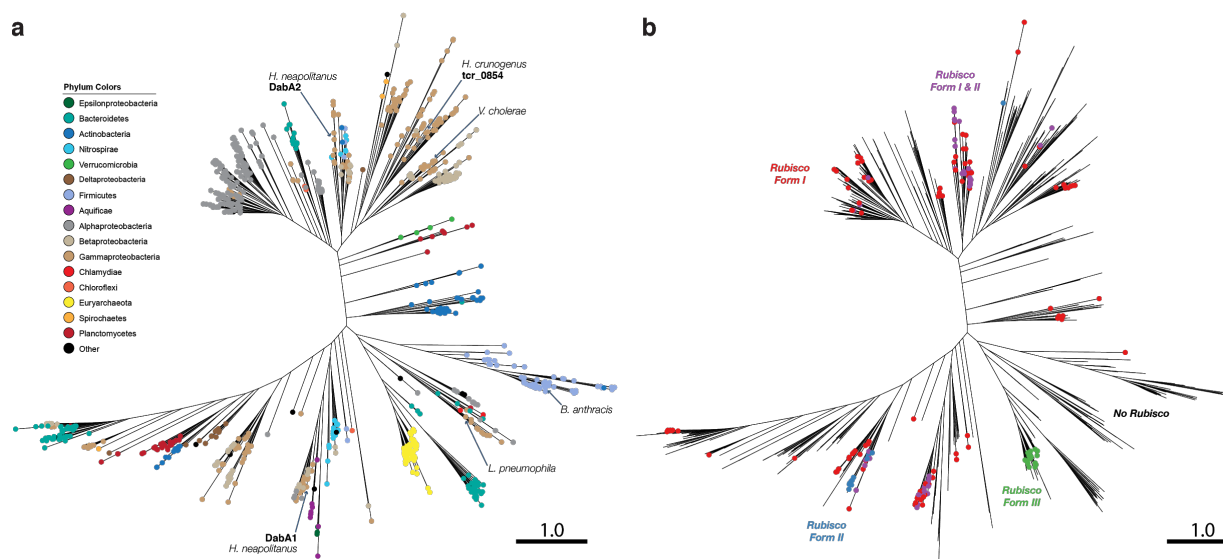 a
H. neapolitanus
DabA2
H. crunogenus
tcr_0854
V. cholerae
Phylum Colors
Epsilonproteobacteria
Bacteroidetes
Actinobacteria
Nitrospirae
Verrucomicrobia
Deltaproteobacteria
Firmicutes
Aquificae
Alphaproteobacteria
Betaproteobacteria
Gammaproteobacteria
Chlamydiae
Chloroflexi
Euryarchaeota
Spirochaetes
Planctomycetes
Other
B. anthracis
L. pneumophila
DabA1
H. neapolitanus
1.0
b
Rubisco
Form I & II
Rubisco
Form I
No Rubisco
Rubisco
Form III
Rubisco
Form II
1.0